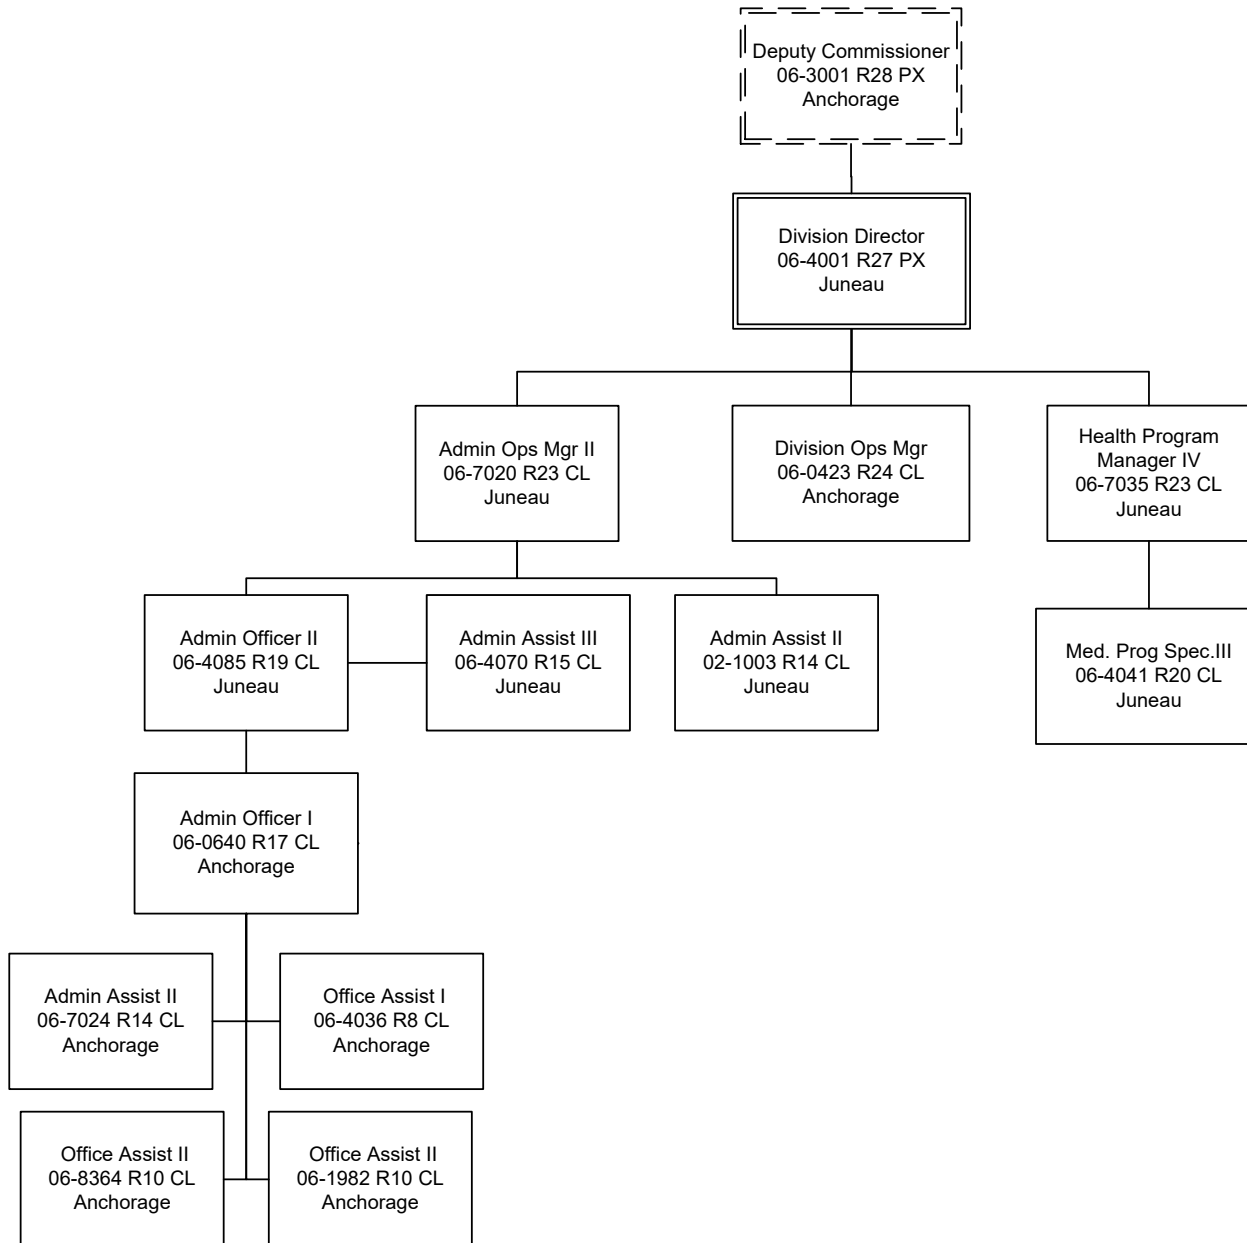 Deputy Commissioner
06-3001 R28 PX
Anchorage
Division Director
06-4001 R27 PX
Juneau
Admin Ops Mgr II
06-7020 R23 CL
Juneau
Division Ops Mgr
06-0423 R24 CL
Anchorage
Health Program
Manager IV
06-7035 R23 CL
Juneau
Admin Officer II
06-4085 R19 CL
Juneau
Admin Assist III
06-4070 R15 CL
Juneau
Admin Assist II
02-1003 R14 CL
Juneau
Med. Prog Spec.III
06-4041 R20 CL
Juneau
Admin Officer I
06-0640 R17 CL
Anchorage
Admin Assist II
06-7024 R14 CL
Anchorage
Office Assist I
06-4036 R8 CL
Anchorage
Office Assist II
06-8364 R10 CL
Anchorage
Office Assist II
06-1982 R10 CL
Anchorage